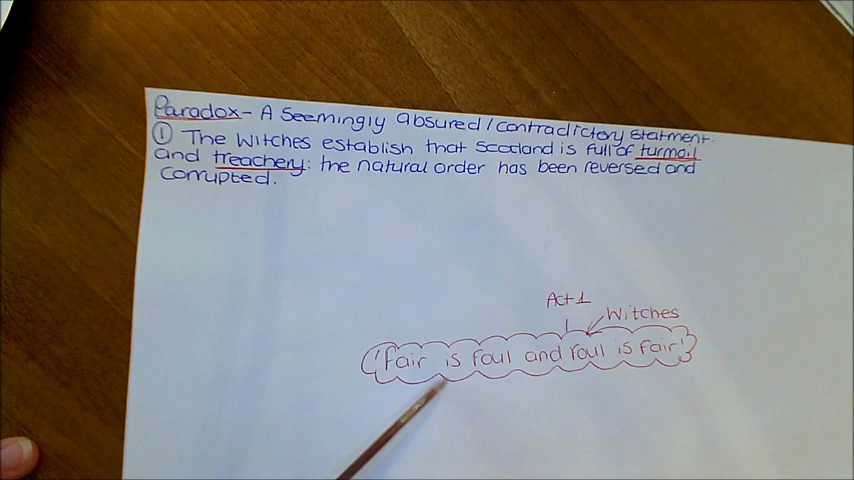 Paradox - A seemingly absured / contradictory statment.
① The Witches establish that Scotland is full of turmoil
and treachery: the natural order has been reversed and
corrupted.
Act 1
Witches
'fair is foul and foul is fair'